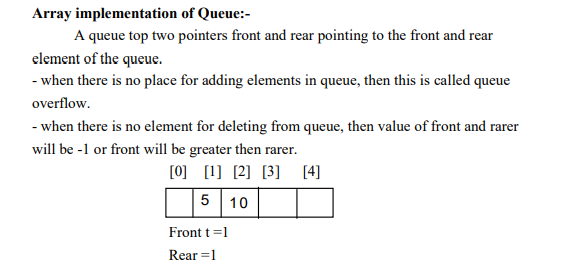 Array implementation of Queue:-
A queue top two pointers front and rear pointing to the front and rear
element of the queue.
- when there is no place for adding elements in queue, then this is called queue
overflow.
- when there is no element for deleting from queue, then value of front and rarer
will be -1 or front will be greater then rarer.
[0] [1] [2] [3] [4]
5 10
Front t =1
Rear =1